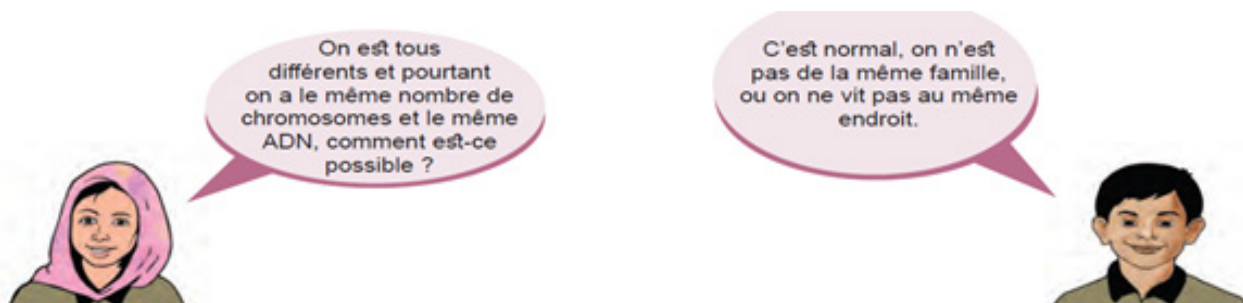 On est tous
différents et pourtant
on a le même nombre de
chromosomes et le même
ADN, comment est-ce
possible ?
C'est normal, on n'est
pas de la même famille,
ou on ne vit pas au même
endroit.